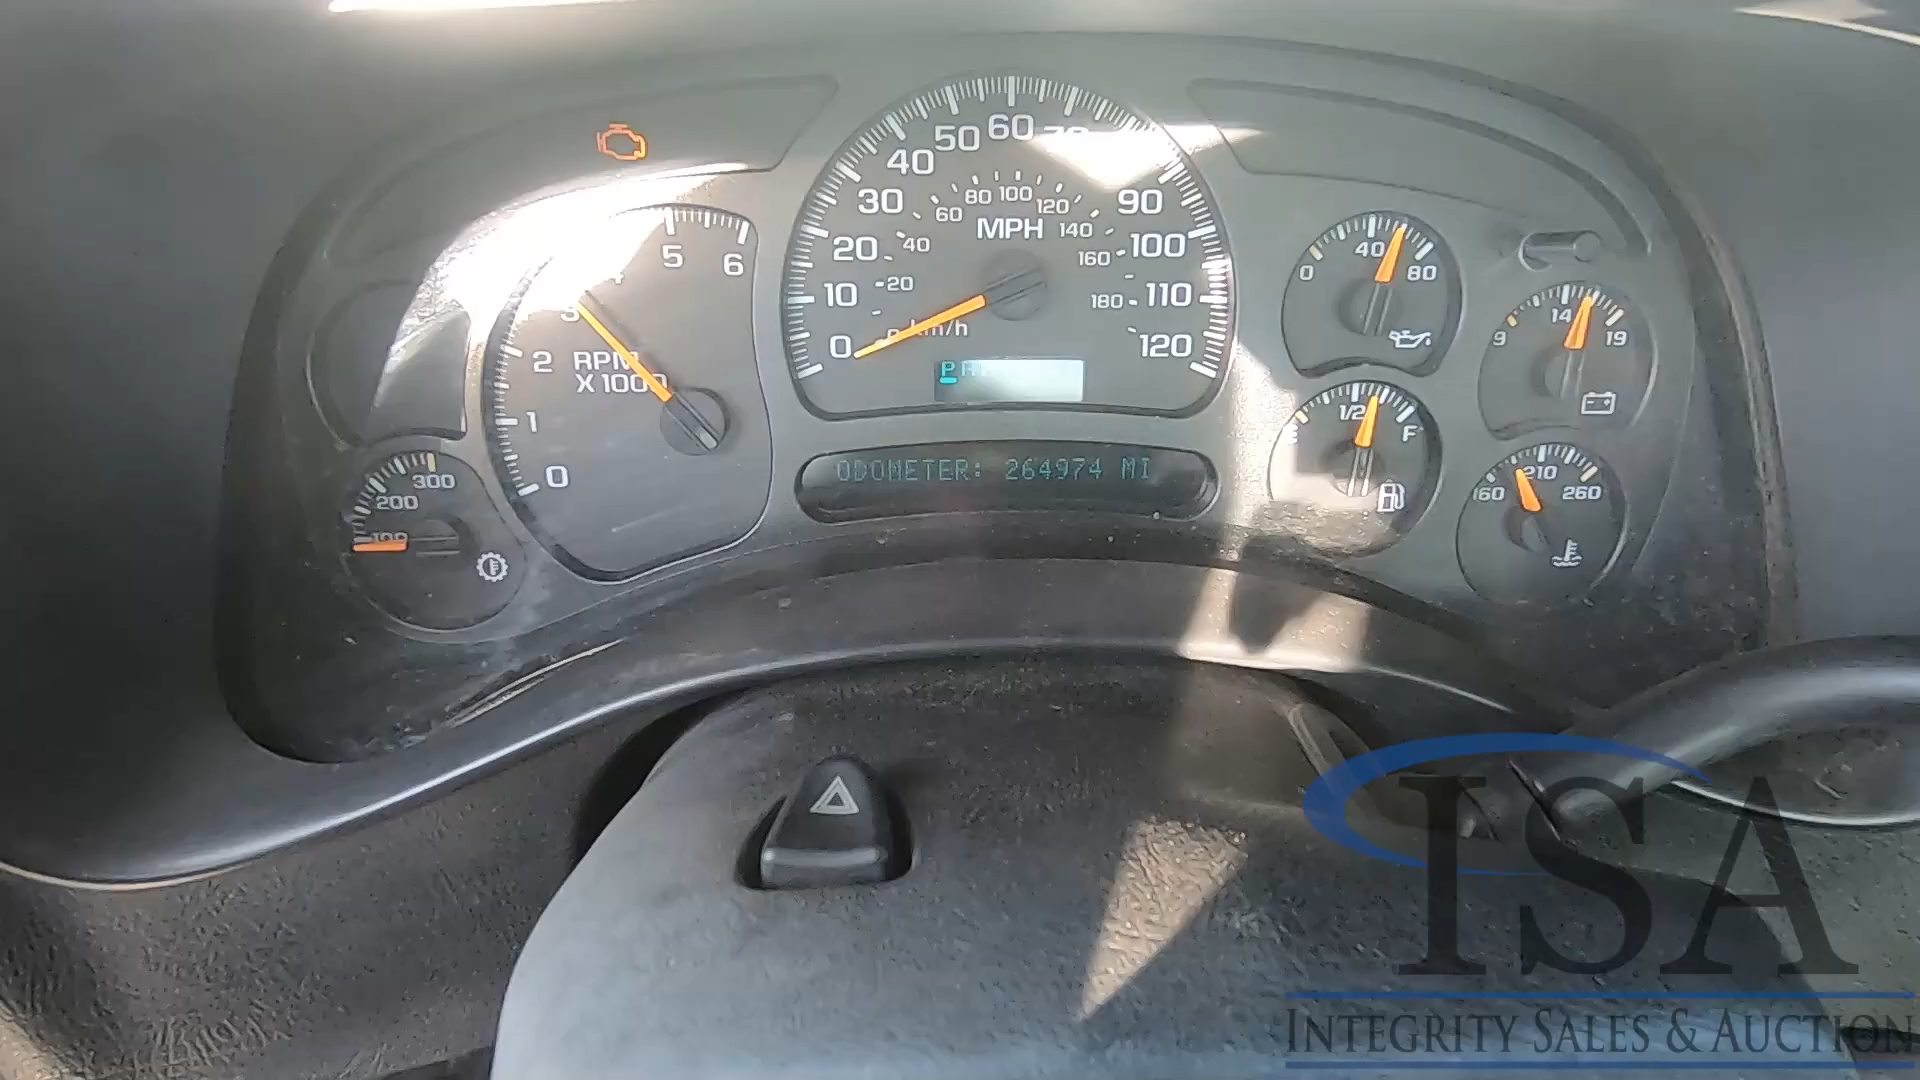 50 60
40
30 80 100 120 90
60
MPH 140
20 40 160 100
10 20 180 110
0 0 km/h 120
P R
5 6
3
2 RPM
X 1000
1
0
300
200
100
ODOMETER: 264974 MI
0 40 80
9 14 19
1/2 F
160 210 260
ISA
INTEGRITY SALES & AUCTION